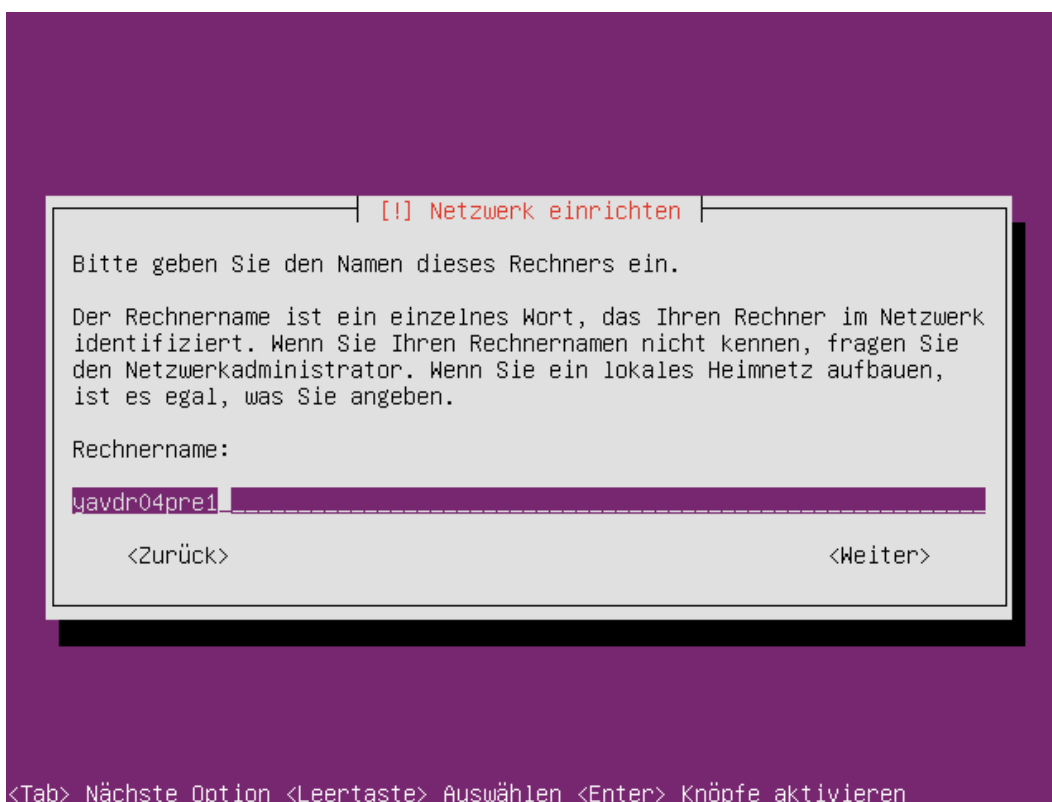 [!] Netzwerk einrichten
Bitte geben Sie den Namen dieses Rechners ein.
Der Rechnername ist ein einzelnes Wort, das Ihren Rechner im Netzwerk
identifiziert. Wenn Sie Ihren Rechnernamen nicht kennen, fragen Sie
den Netzwerkadministrator. Wenn Sie ein lokales Heimnetz aufbauen,
ist es egal, was Sie angeben.
Rechnername:
yavdr04pre1
<Zurück> <Weiter>
<Tab> Nächste Option <Leertaste> Auswählen <Enter> Knöpfe aktivieren